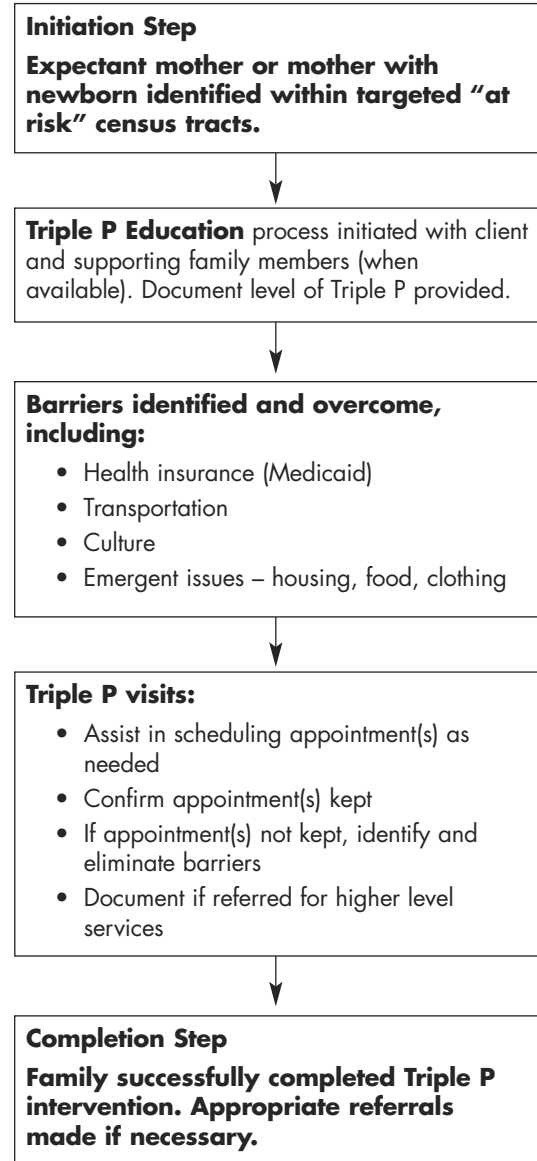 Initiation Step
Expectant mother or mother with
newborn identified within targeted “at
risk” census tracts.
Triple P Education process initiated with client
and supporting family members (when
available). Document level of Triple P provided.
Barriers identified and overcome,
including:
• Health insurance (Medicaid)
• Transportation
• Culture
• Emergent issues – housing, food, clothing
Triple P visits:
• Assist in scheduling appointment(s) as
needed
• Confirm appointment(s) kept
• If appointment(s) not kept, identify and
eliminate barriers
• Document if referred for higher level
services
Completion Step
Family successfully completed Triple P
intervention. Appropriate referrals
made if necessary.